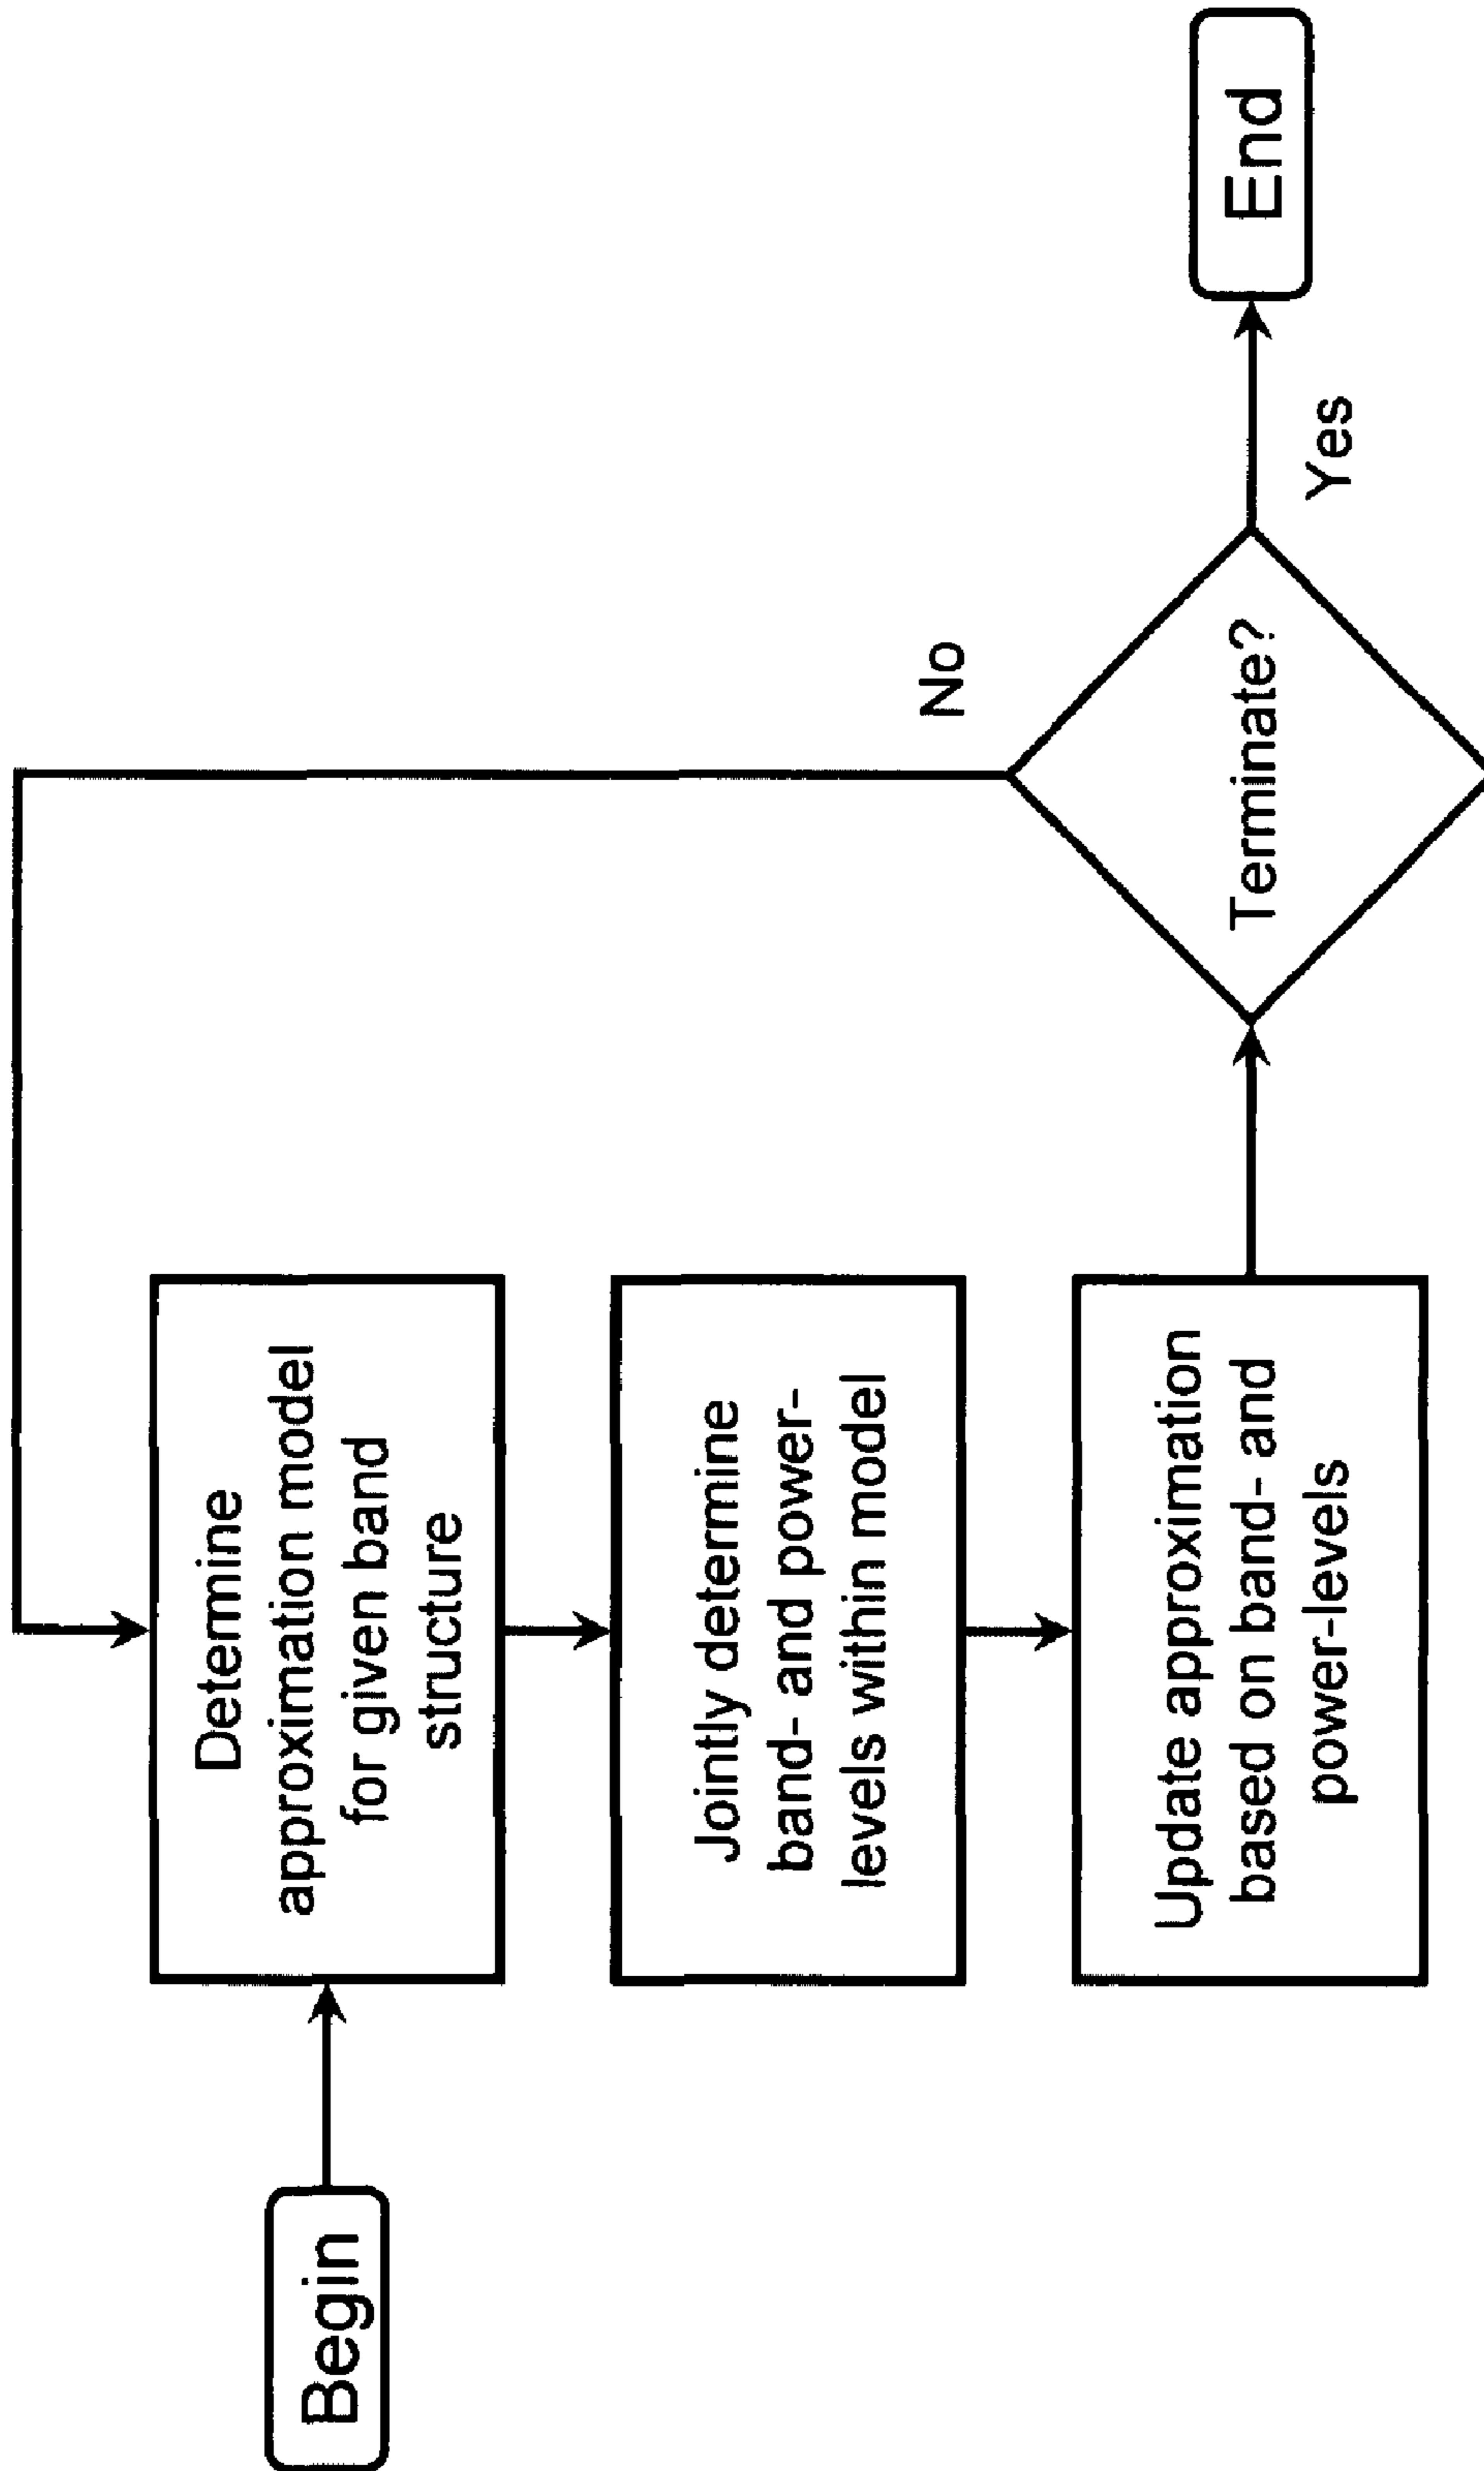 Begin
Determine
approximation model
for given band
structure
Jointly determine
band- and power-
levels within model
Update approximation
based on band- and
power-levels
Terminate?
No
Yes
End